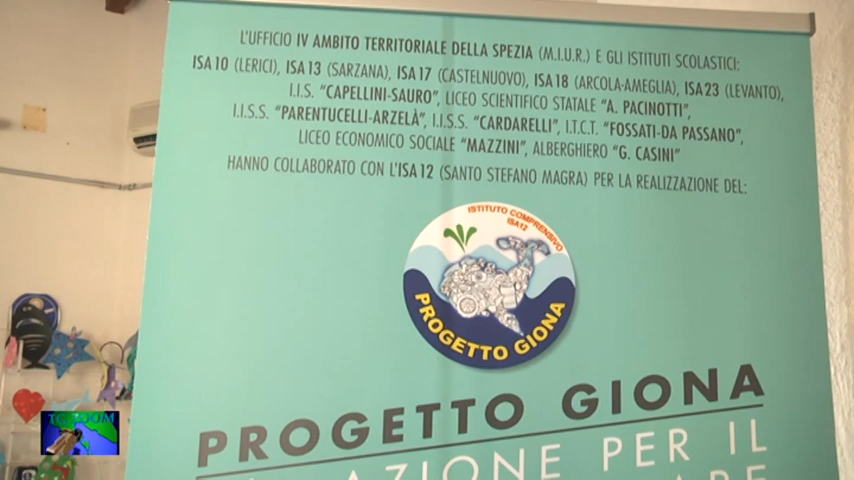 L'UFFICIO IV AMBITO TERRITORIALE DELLA SPEZIA (M.I.U.R.) E GLI ISTITUTI SCOLASTICI:
ISA 10 (LERICI), ISA 13 (SARZANA), ISA 17 (CASTELNUOVO), ISA 18 (ARCOLA-AMEGLIA), ISA 23 (LEVANTO),
I.I.S. "CAPELLINI-SAURO", LICEO SCIENTIFICO STATALE "A. PACINOTTI",
I.I.S.S. "PARENTUCELLI-ARZELÀ", I.I.S.S. "CARDARELLI", I.T.C.T. "FOSSATI-DA PASSANO",
LICEO ECONOMICO SOCIALE "MAZZINI", ALBERGHIERO "G. CASINI"
HANNO COLLABORATO CON L'ISA 12 (SANTO STEFANO MAGRA) PER LA REALIZZAZIONE DEL:
ISTITUTO COMPRENSIVO
ISA12
PROGETTO GIONA
PROGETTO GIONA
AZIONE PER IL